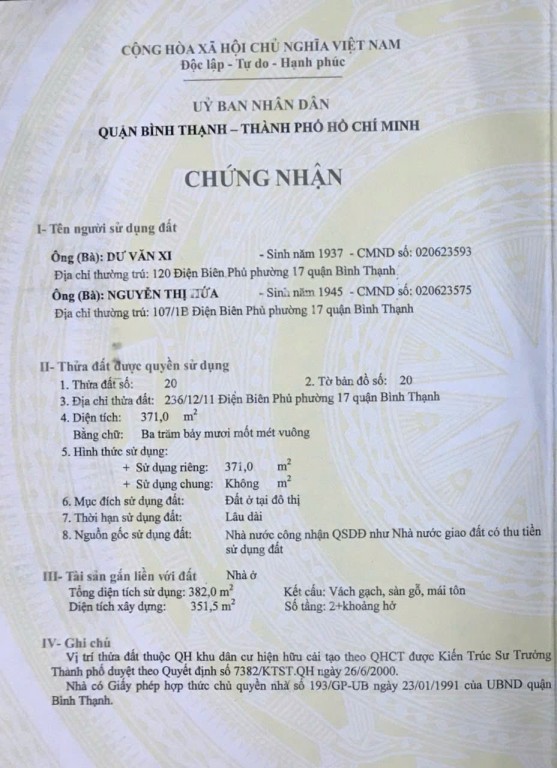 CỘNG HÒA XÃ HỘI CHỦ NGHĨA VIỆT NAM
Độc lập - Tự do - Hạnh phúc
UỶ BAN NHÂN DÂN
QUẬN BÌNH THẠNH – THÀNH PHỐ HỒ CHÍ MINH
CHỨNG NHẬN
I- Tên người sử dụng đất
Ông (Bà): DƯ VĂN XI - Sinh năm 1937 - CMND số: 020623593
Địa chỉ thường trú: 120 Điện Biên Phủ phường 17 quận Bình Thạnh
Ông (Bà): NGUYỄN THỊ - Sinh năm 1945 - CMND số: 020623575
Địa chỉ thường trú: 107/1B Điện Biên Phủ phường 17 quận Bình Thạnh
II- Thửa đất được quyền sử dụng
1. Thửa đất số: 20 2. Tờ bản đồ số: 20
3. Địa chỉ thửa đất: 236/12/11 Điện Biên Phủ phường 17 quận Bình Thạnh
4. Diện tích: 371,0 m²
Bằng chữ: Ba trăm bảy mươi mốt mét vuông
5. Hình thức sử dụng:
+ Sử dụng riêng: 371,0 m²
+ Sử dụng chung: Không m²
6. Mục đích sử dụng đất: Đất ở tại đô thị
7. Thời hạn sử dụng đất: Lâu dài
8. Nguồn gốc sử dụng đất: Nhà nước công nhận QSDĐ như Nhà nước giao đất có thu tiền
sử dụng đất
III- Tài sản gắn liền với đất Nhà ở
Tổng diện tích sử dụng: 382,0 m² Kết cấu: Vách gạch, sàn gỗ, mái tôn
Diện tích xây dựng: 351,5 m² Số tầng: 2+khoảng hở
IV- Ghi chú
Vị trí thửa đất thuộc QH khu dân cư hiện hữu cải tạo theo QHCT được Kiến Trúc Sư Trưởng
Thành phố duyệt theo Quyết định số 7382/KTST.QH ngày 26/6/2000.
Nhà có Giấy phép hợp thức chủ quyền nhà số 193/GP-UB ngày 23/01/1991 của UBND quận
Bình Thạnh.